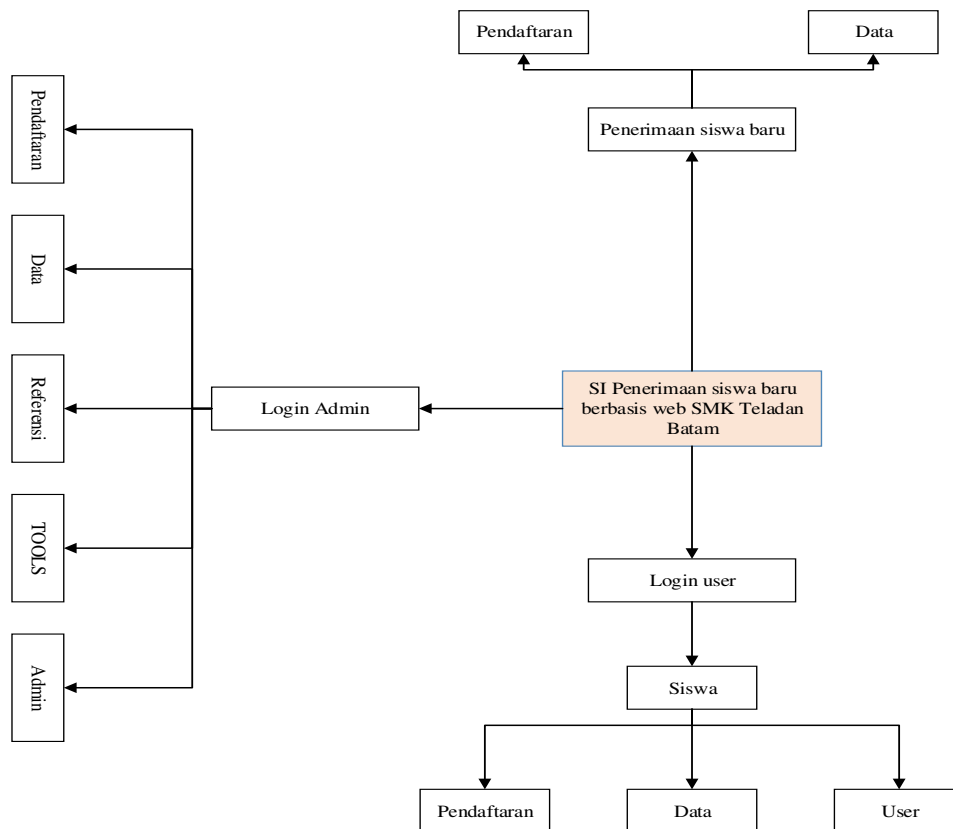 Pendaftaran
Data
Penerimaan siswa baru
Pendaftaran
Data
Referensi
TOOLS
Admin
Login Admin
SI Penerimaan siswa baru
berbasis web SMK Teladan
Batam
Login user
Siswa
Pendaftaran
Data
User